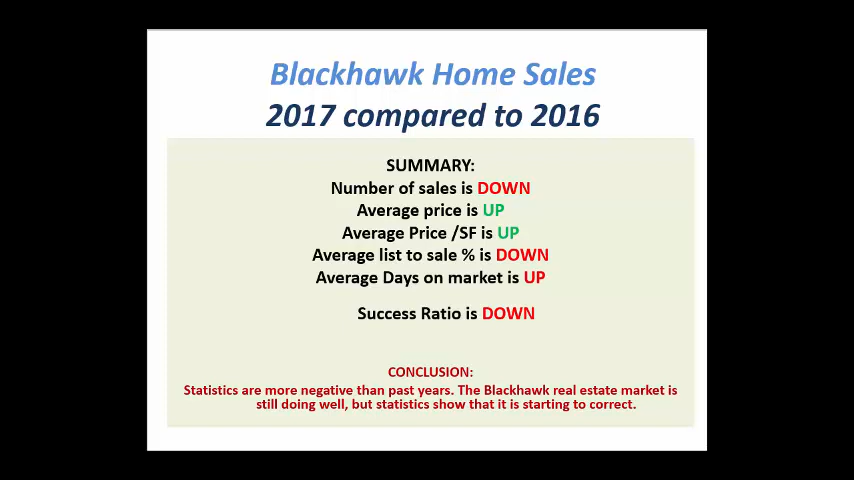 Blackhawk Home Sales
2017 compared to 2016
SUMMARY:
Number of sales is DOWN
Average price is UP
Average Price /SF is UP
Average list to sale % is DOWN
Average Days on market is UP
Success Ratio is DOWN
CONCLUSION:
Statistics are more negative than past years. The Blackhawk real estate market is
still doing well, but statistics show that it is starting to correct.